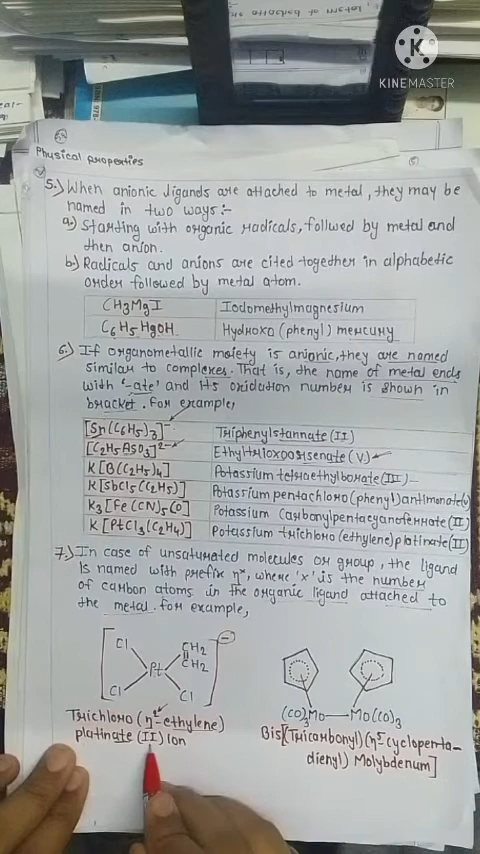 KINEMASTER
Physical properties
5.) When anionic ligands are attached to metal, they may be
named in two ways:-
a) Starting with organic radicals, follwed by metal and
then anion.
b) Radicals and anions are cited together in alphabetic
order followed by metal atom.
CH3MgI Iodomethylmagnesium
C6H5HgOH Hydroxo (phenyl) mercury
6.) If organometallic moiety is anionic, they are named
similar to complexes. That is, the name of metal ends
with '-ate' and its oxidation number is shown in
bracket. for example,
[Sn(C6H5)3]⁻ Triphenylstannate (II)
[C2H5AsO3]²⁻ Ethyltrioxoarsenate (V)
K[B(C2H5)4] Potassium tetraethylborate (III)
K[SbCl5(C2H5)] Potassium pentachloro(phenyl)antimonate(V)
K3[Fe(CN)5CO] Potassium Carbonylpentacyanoferrate (II)
K[PtCl3(C2H4)] Potassium trichloro(ethylene)platinate(II)
7.) In case of unsaturated molecules or group, the ligand
is named with prefix ηˣ, where 'x' is the number
of carbon atoms in the organic ligand attached to
the metal. for example,
Cl CH2
CH2
Pt
Cl Cl
(CO)3Mo—Mo(CO)3
Trichloro (η²-ethylene)
platinate (II) Ion
Bis[(Tricarbonyl)(η⁵-cyclopenta-
dienyl) Molybdenum]